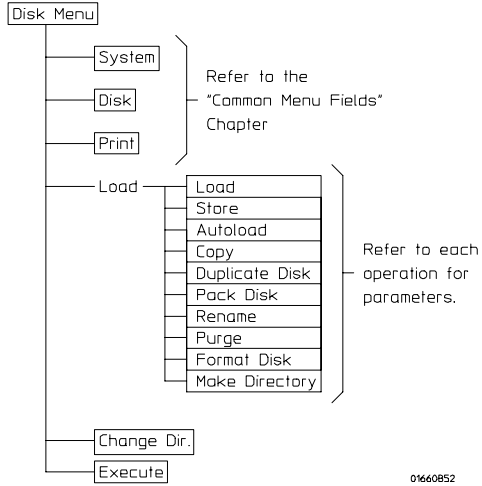 Disk Menu
System
Disk
Print
Refer to the
"Common Menu Fields"
Chapter
Load
Load
Store
Autoload
Copy
Duplicate Disk
Pack Disk
Rename
Purge
Format Disk
Make Directory
Refer to each
operation for
parameters.
Change Dir.
Execute
01660B52